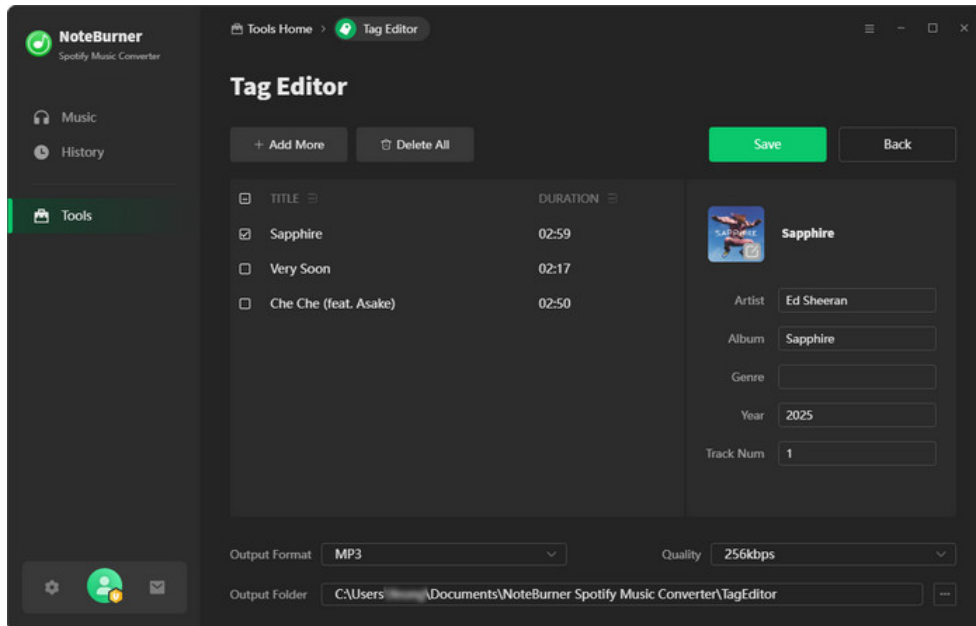 NoteBurner
Spotify Music Converter
Music
History
Tools
Tools Home > Tag Editor
Tag Editor
+ Add More
Delete All
Save
Back
TITLE
DURATION
Sapphire 02:59
Very Soon 02:17
Che Che (feat. Asake) 02:50
SAPPHIRE
Sapphire
Artist Ed Sheeran
Album Sapphire
Genre
Year 2025
Track Num 1
Output Format MP3
Quality 256kbps
Output Folder C:\Users\Documents\NoteBurner Spotify Music Converter\TagEditor